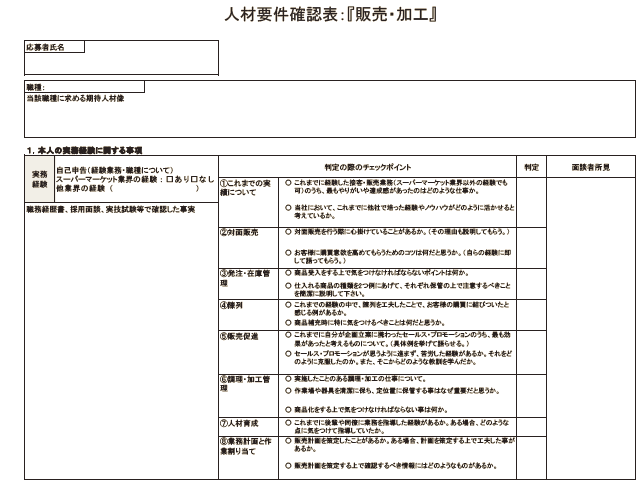 人材要件確認表：『販売・加工』
応募者氏名
職種：
当該職種に求める期待人材像
１．本人の実務経験に関する事項
実務
経験
自己申告（経験業務・職種について）
スーパーマーケット業界の経験：□あり□なし
他業界の経験（　　　　　　　　）
判定の際のチェックポイント
判定
面談者所見
職務経歴書、採用面談、実技試験等で確認した事実
①これまでの実
績について
○ これまでに経験した接客・販売業務（スーパーマーケット業界以外の経験でも
可）のうち、最もやりがいや達成感があったのはどのような仕事か。
○ 当社において、これまでに他社で培った経験やノウハウがどのように活かせると
考えているか。
②対面販売
○ 対面販売を行う際に心掛けていることがあるか。（その理由も説明してもらう。）
○ お客様に購買意欲を高めてもらうためのコツは何だと思うか。（自らの経験に即
して語ってもらう。）
③発注・在庫管
理
○ 商品受入をする上で気をつけなければならないポイントは何か。
○ 仕入れる商品の種類を2つ例にあげて、それぞれ保管の上で注意するべきこと
を簡潔に説明して下さい。
④陳列
○ これまでの経験の中で、陳列を工夫したことで、お客様の購買に結びついたと
感じる例があるか。
○ 商品補充時に特に気をつけるべきことは何だと思うか。
⑤販売促進
○ これまでに自分が企画立案に携わったセールス・プロモーションのうち、最も効
果があったと考えるものについて。（具体例を挙げて語らせる。）
○ セールス・プロモーションが思うように進まず、苦労した経験があるか。それをど
のように克服したのか。また、そこからどのような教訓を学んだか。
⑥調理・加工管
理
○ 実施したことのある調理・加工の仕事について。
○ 作業場や器具を清潔に保ち、定位置に保管する事はなぜ重要だと思うか。
○ 商品化をする上で気をつけなければならない事は何か。
⑦人材育成
○ これまでに後輩や同僚に業務を指導した経験があるか。ある場合、どのような
点に気をつけて指導していたか。
⑧業務計画と作
業割り当て
○ 販売計画を策定したことがあるか。ある場合、計画を策定する上で工夫した事が
あるか。
○ 販売計画を策定する上で確認するべき情報にはどのようなものがあるか。